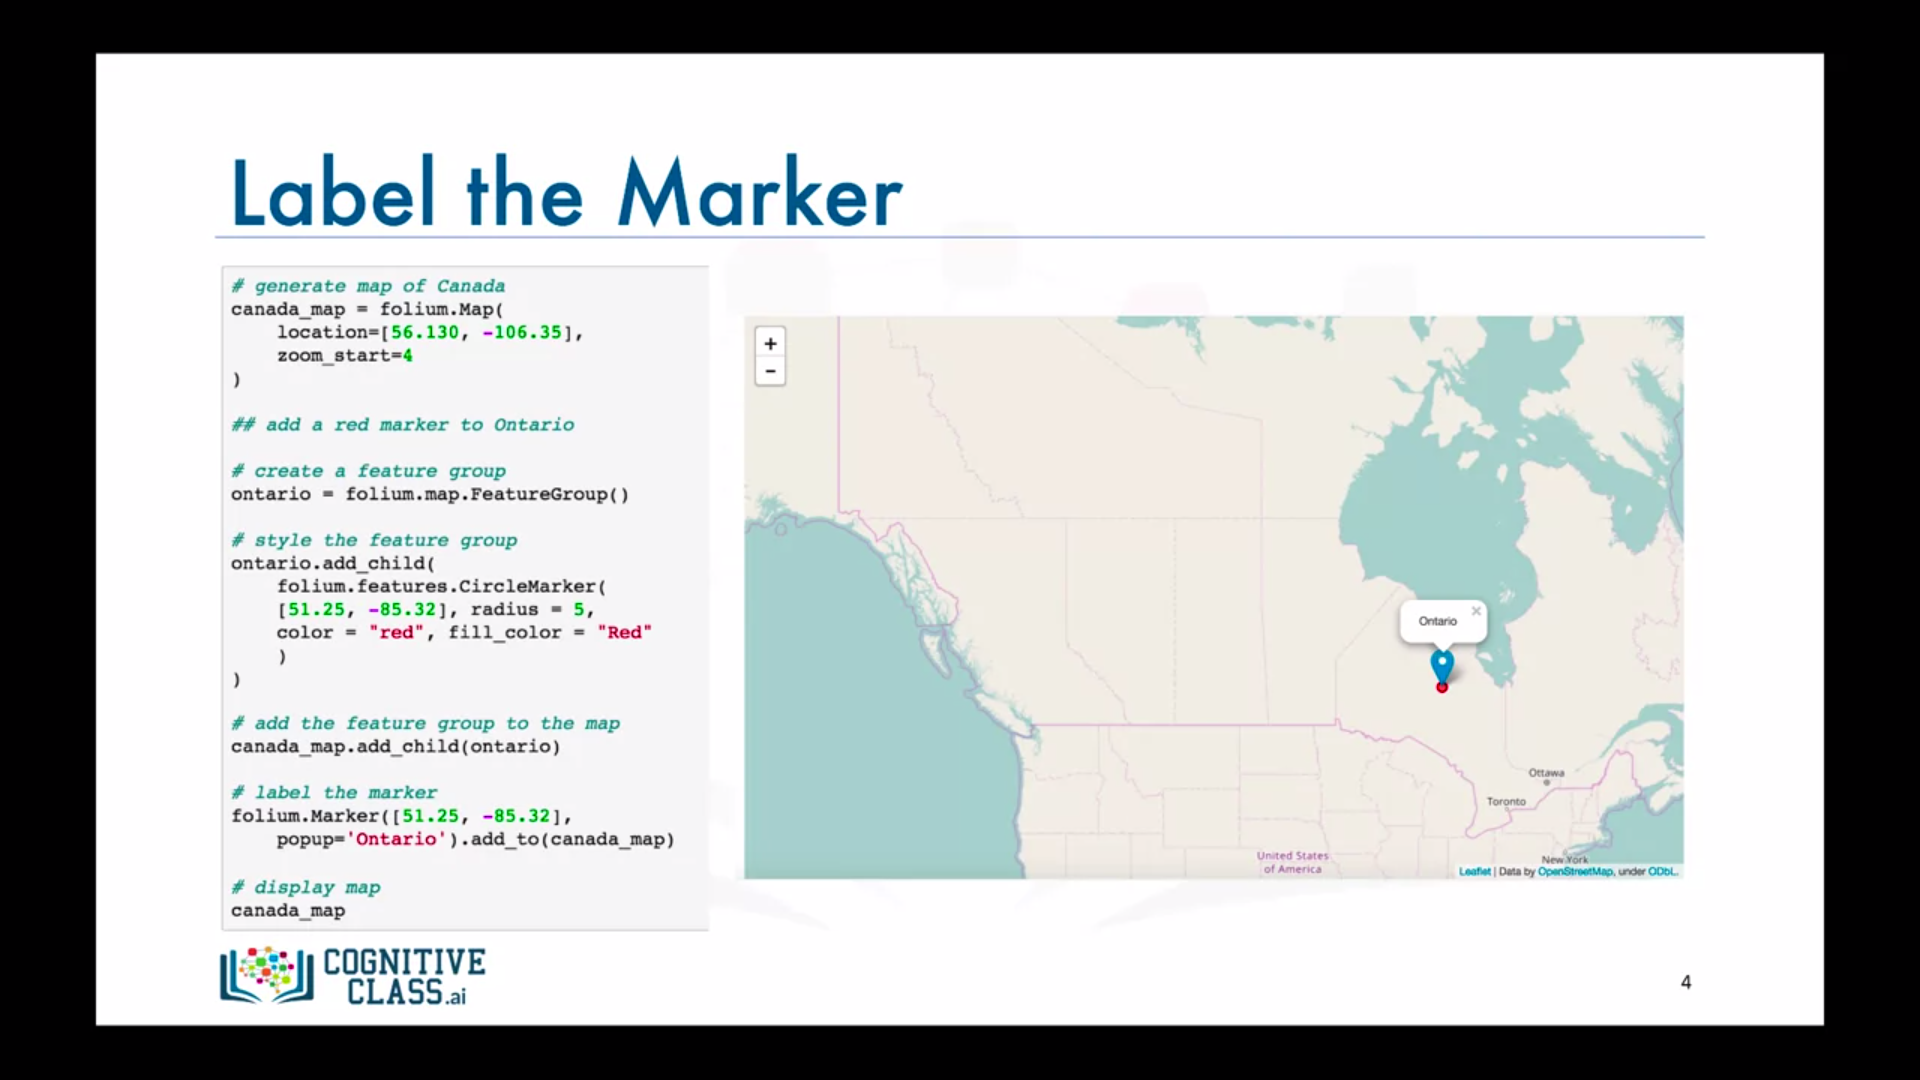 Label the Marker
# generate map of Canada
canada_map = folium.Map(
    location=[56.130, -106.35],
    zoom_start=4
)
## add a red marker to Ontario
# create a feature group
ontario = folium.map.FeatureGroup()
# style the feature group
ontario.add_child(
    folium.features.CircleMarker(
    [51.25, -85.32], radius = 5,
    color = "red", fill_color = "Red"
    )
)
# add the feature group to the map
canada_map.add_child(ontario)
# label the marker
folium.Marker([51.25, -85.32],
    popup='Ontario').add_to(canada_map)
# display map
canada_map
+
-
Ontario
×
Ottawa
Toronto
New York
United States
of America
Leaflet | Data by OpenStreetMap, under ODbL.
COGNITIVE
CLASS.ai
4